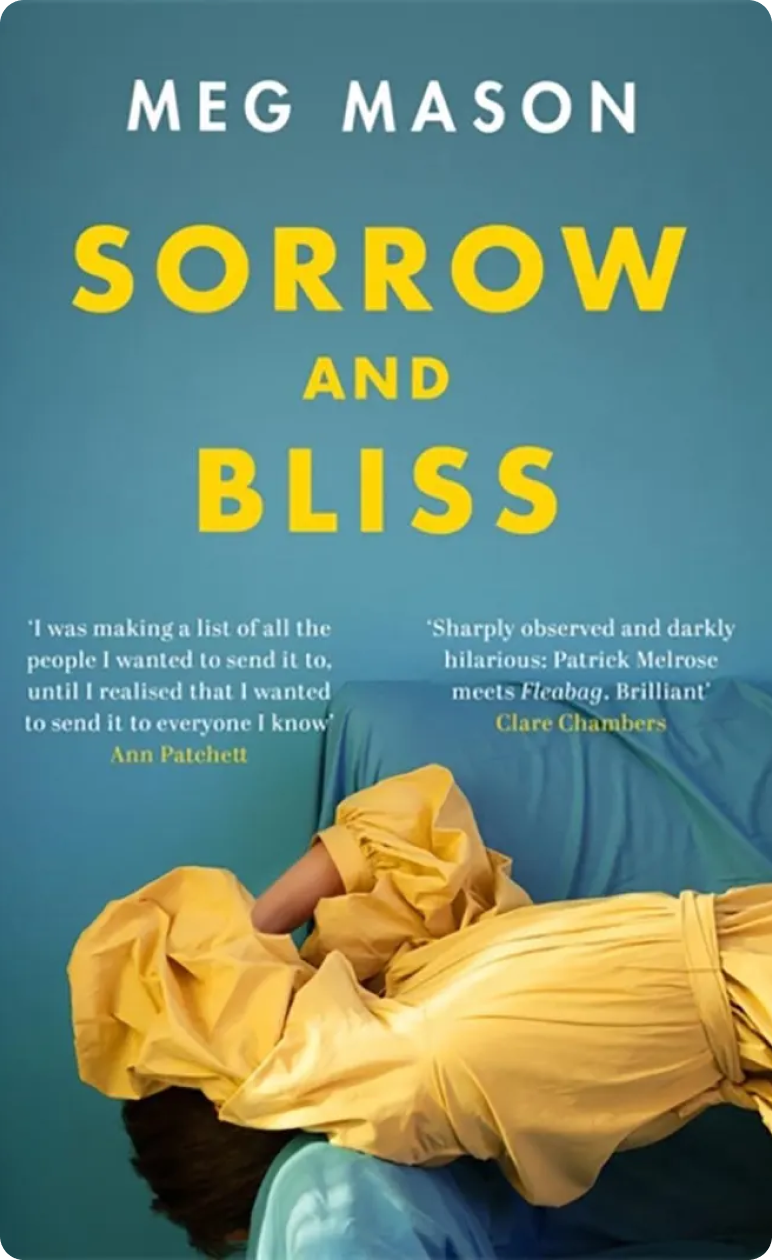 MEG MASON
SORROW
AND
BLISS
‘I was making a list of all the
people I wanted to send it to,
until I realised that I wanted
to send it to everyone I know’
Ann Patchett
‘Sharply observed and darkly
hilarious: Patrick Melrose
meets Fleabag. Brilliant’
Clare Chambers